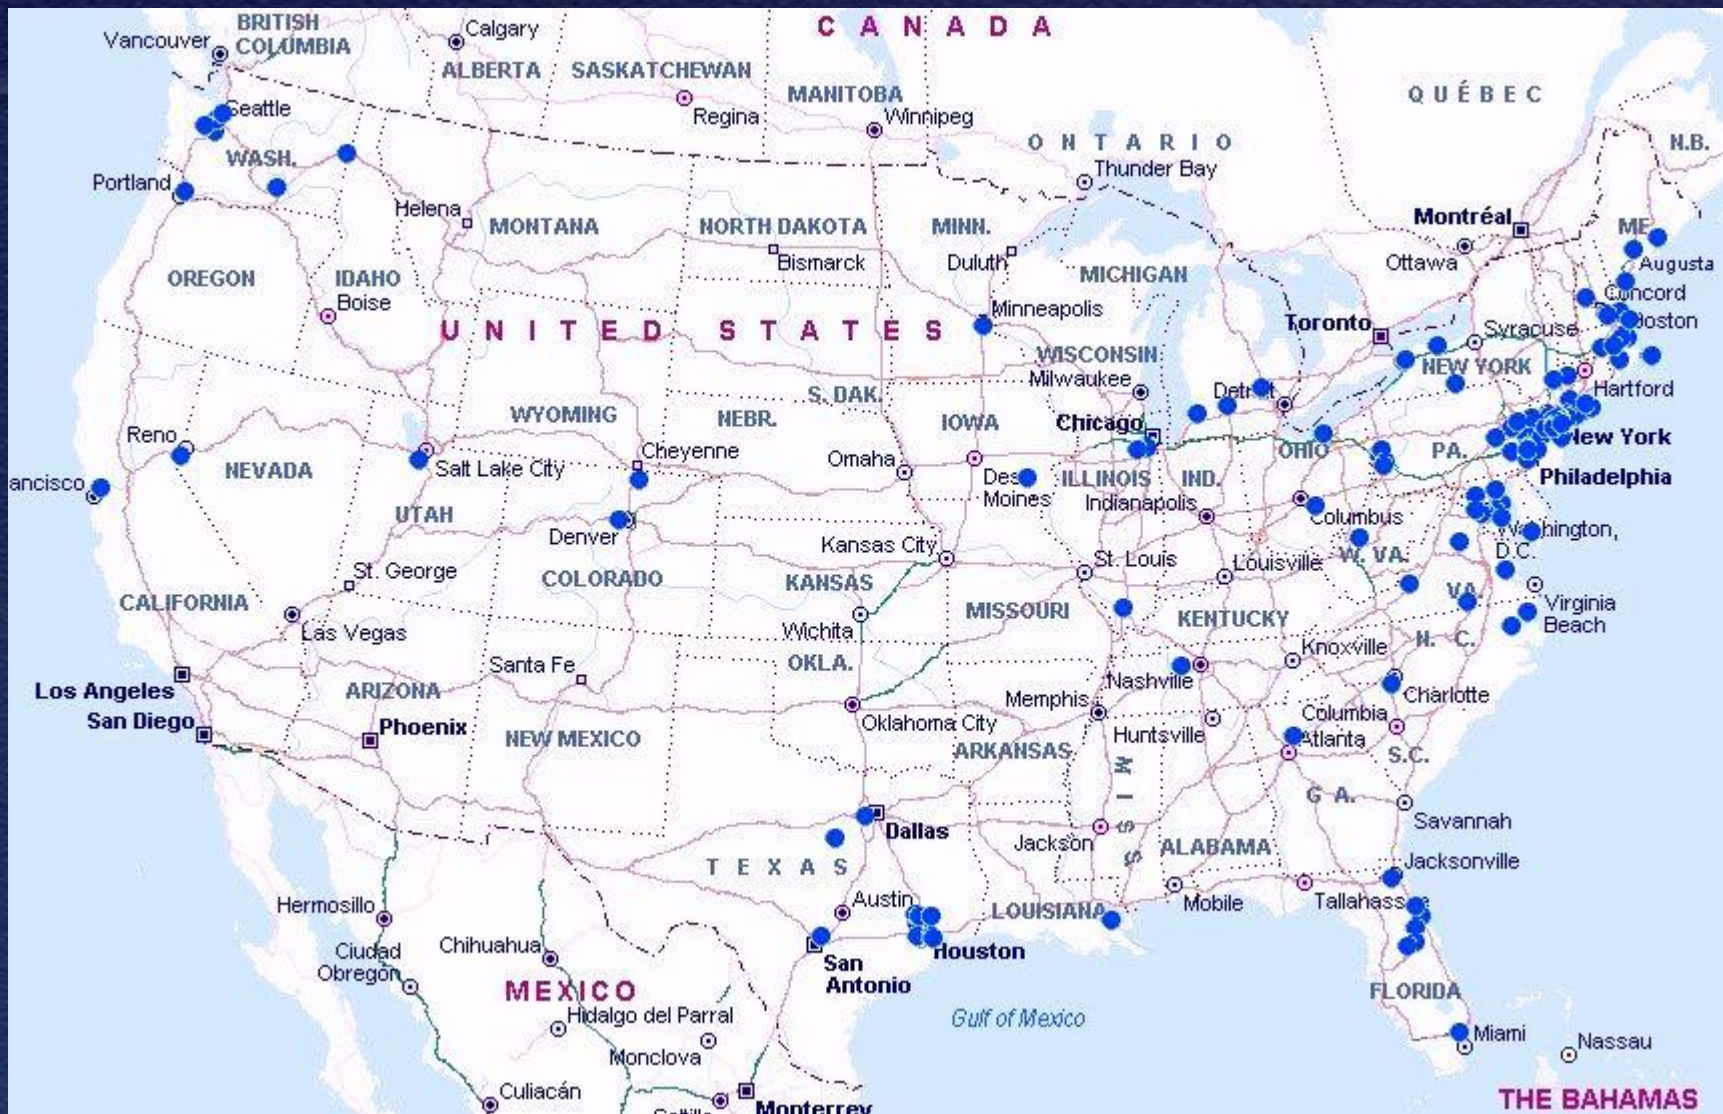 CANADA
BRITISH
COLUMBIA
Vancouver
Calgary
ALBERTA
SASKATCHEWAN
Regina
MANITOBA
Winnipeg
ONTARIO
Thunder Bay
QUÉBEC
N.B.
Seattle
WASH.
Portland
Helena
MONTANA
NORTH DAKOTA
Bismarck
MINN.
Duluth
MICHIGAN
Montréal
Ottawa
ME
Augusta
OREGON
IDAHO
Boise
UNITED STATES
Minneapolis
WISCONSIN
Milwaukee
Toronto
Syracuse
NEW YORK
Concord
Boston
Hartford
WYOMING
S. DAK.
NEBR.
IOWA
Chicago
Detroit
Reno
NEVADA
Salt Lake City
Cheyenne
Omaha
Des
Moines
ILLINOIS
IND.
Indianapolis
OHIO
Columbus
PA.
New York
Philadelphia
ancisco
UTAH
Denver
COLORADO
Kansas City
KANSAS
St. Louis
Louisville
W. VA.
Washington,
D.C.
VA
Virginia
Beach
St. George
CALIFORNIA
Las Vegas
Wichita
MISSOURI
KENTUCKY
Knoxville
N. C.
Santa Fe
OKLA.
Nashville
Charlotte
Los Angeles
San Diego
ARIZONA
Phoenix
NEW MEXICO
Oklahoma City
Memphis
ARKANSAS
Huntsville
Columbia
Atlanta
S.C.
MISS
GA.
Savannah
Dallas
TEXAS
Jackson
ALABAMA
Jacksonville
Hermosillo
Austin
LOUISIANA
Mobile
Tallahass e
Ciudad
Obregón
Chihuahua
San
Antonio
Houston
MEXICO
Gulf of Mexico
FLORIDA
Hidalgo del Parral
Monclova
Miami
Nassau
Culiacán
Monterrey
THE BAHAMAS